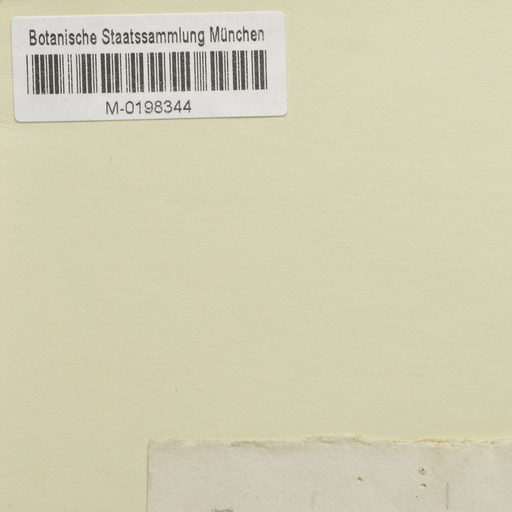 Botanische Staatssammlung München
M-0198344